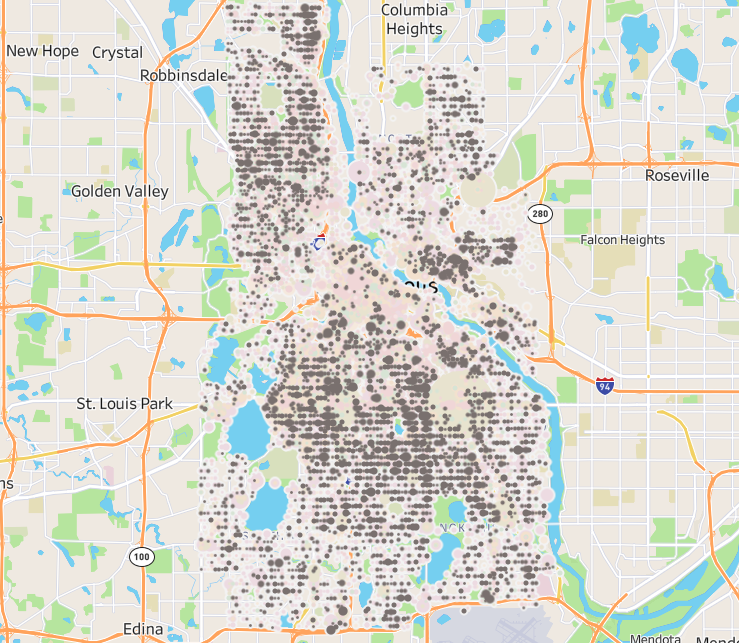 Columbia
Heights
New Hope
Crystal
Robbinsdale
Roseville
Golden Valley
280
Falcon Heights
94
St. Louis Park
100
Edina
Mendota